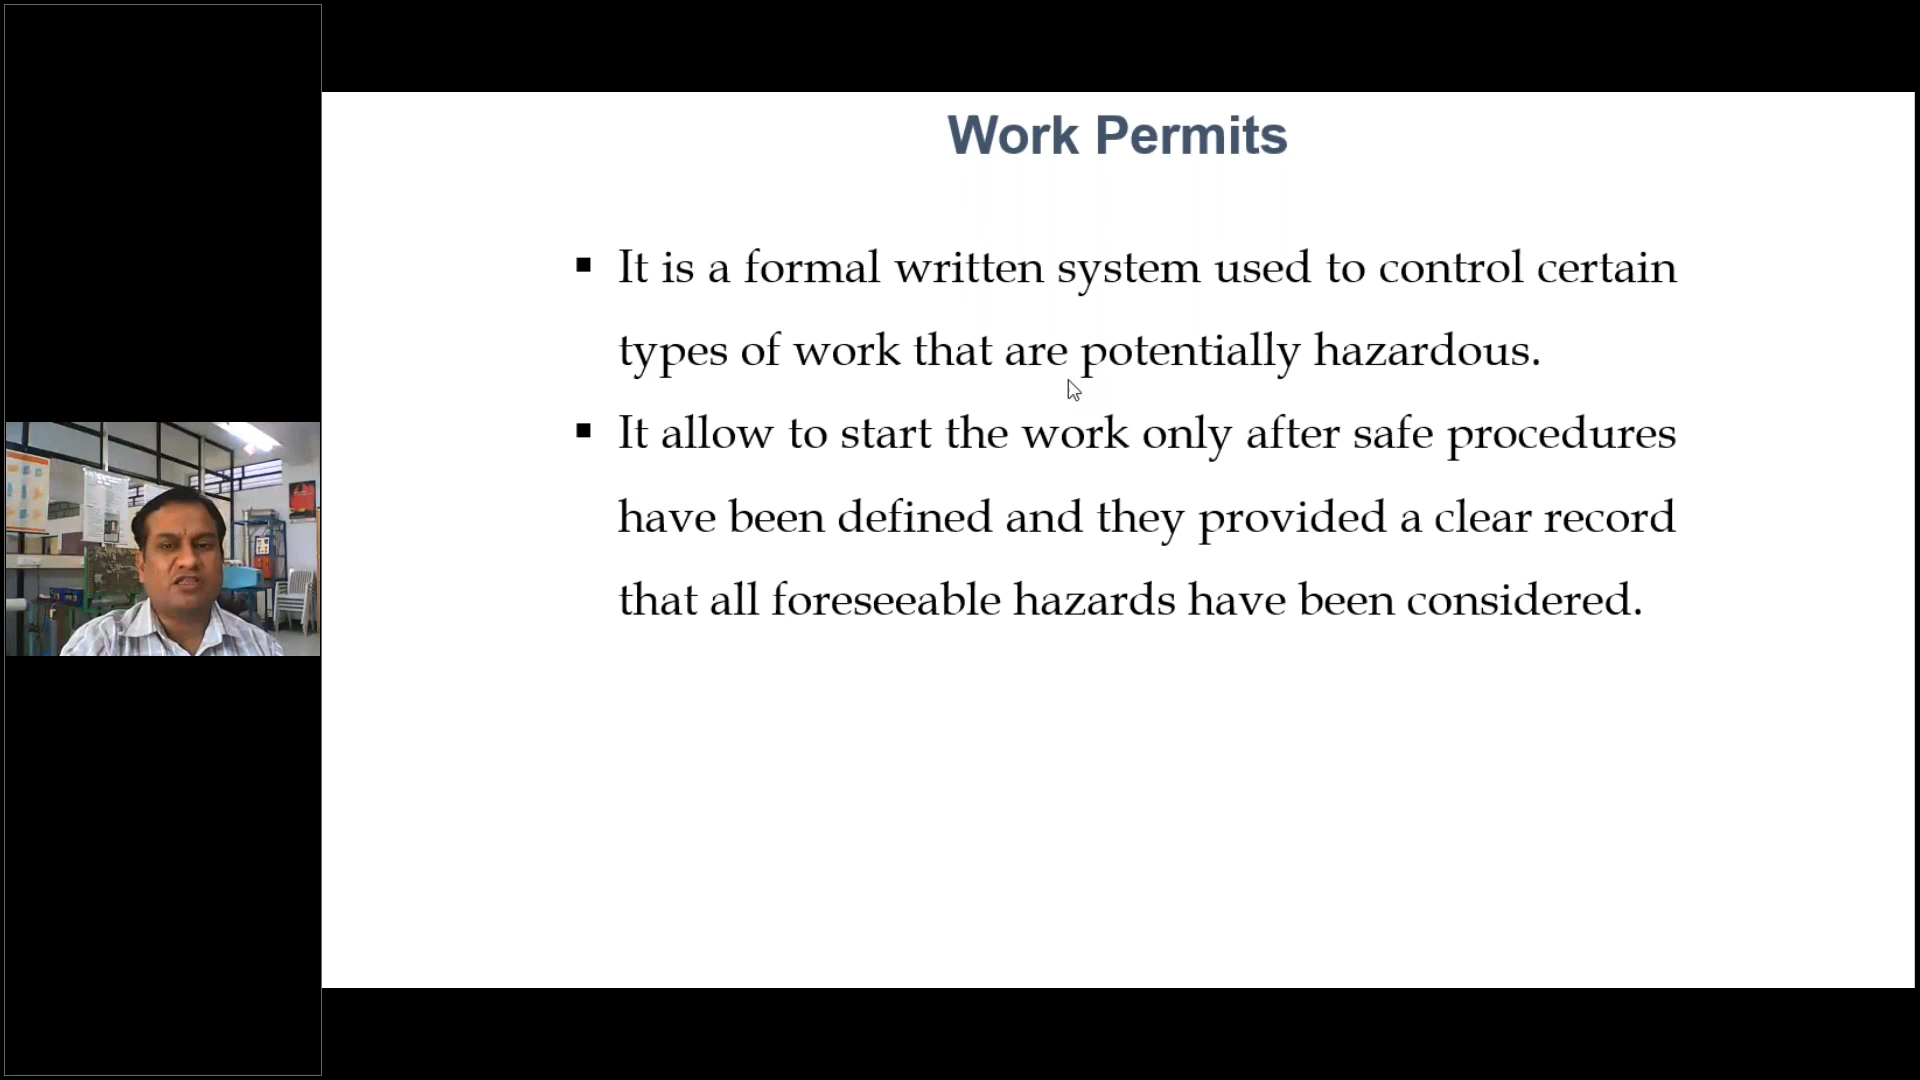 Work Permits
▪ It is a formal written system used to control certain
types of work that are potentially hazardous.
▪ It allow to start the work only after safe procedures
have been defined and they provided a clear record
that all foreseeable hazards have been considered.